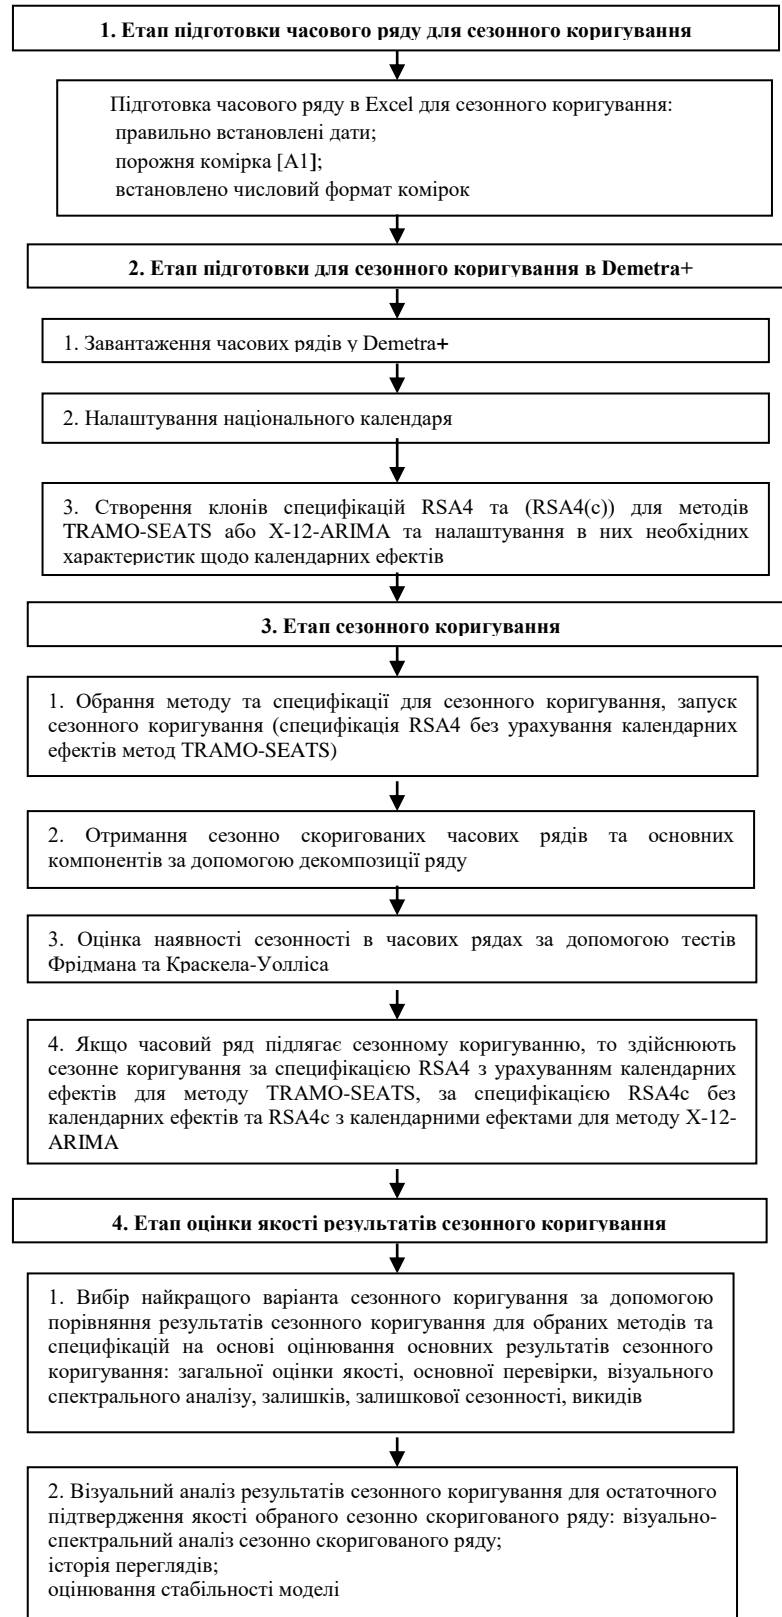 1. Етап підготовки часового ряду для сезонного коригування
Підготовка часового ряду в Excel для сезонного коригування:
правильно встановлені дати;
порожня комірка [A1];
встановлено числовий формат комірок
2. Етап підготовки для сезонного коригування в Demetra+
1. Завантаження часових рядів у Demetra+
2. Налаштування національного календаря
3. Створення клонів специфікацій RSA4 та (RSA4(c)) для методів
TRAMO-SEATS або X-12-ARIMA та налаштування в них необхідних
характеристик щодо календарних ефектів
3. Етап сезонного коригування
1. Обрання методу та специфікації для сезонного коригування, запуск
сезонного коригування (специфікація RSA4 без урахування календарних
ефектів метод TRAMO-SEATS)
2. Отримання сезонно скоригованих часових рядів та основних
компонентів за допомогою декомпозиції ряду
3. Оцінка наявності сезонності в часових рядах за допомогою тестів
Фрідмана та Краскела-Уолліса
4. Якщо часовий ряд підлягає сезонному коригуванню, то здійснюють
сезонне коригування за специфікацією RSA4 з урахуванням календарних
ефектів для методу TRAMO-SEATS, за специфікацією RSA4c без
календарних ефектів та RSA4c з календарними ефектами для методу X-12-
ARIMA
4. Етап оцінки якості результатів сезонного коригування
1. Вибір найкращого варіанта сезонного коригування за допомогою
порівняння результатів сезонного коригування для обраних методів та
специфікацій на основі оцінювання основних результатів сезонного
коригування: загальної оцінки якості, основної перевірки, візуального
спектрального аналізу, залишків, залишкової сезонності, викидів
2. Візуальний аналіз результатів сезонного коригування для остаточного
підтвердження якості обраного сезонно скоригованого ряду: візуально-
спектральний аналіз сезонно скоригованого ряду;
історія переглядів;
оцінювання стабільності моделі